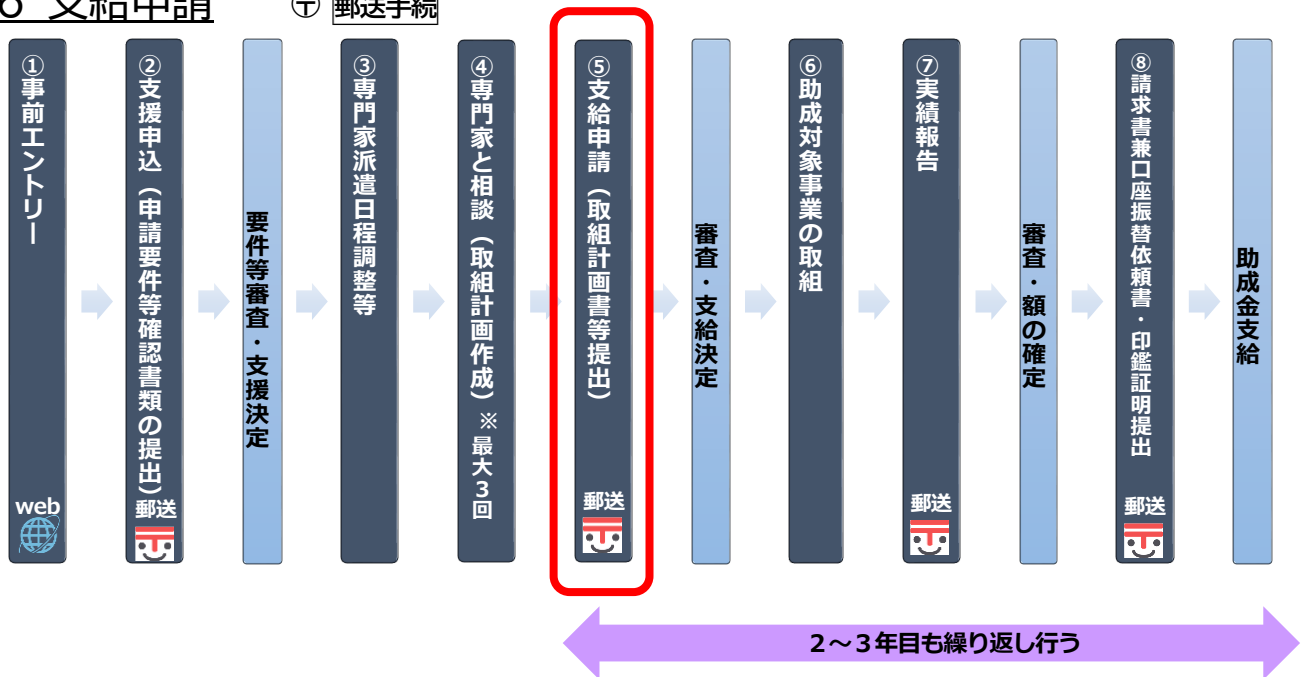 6 支給申請 〶 郵送手続
①事前エントリー
web
②支援申込（申請要件等確認書類の提出）
郵送
要件等審査・支援決定
③専門家派遣日程調整等
④専門家と相談（取組計画作成）※最大３回
⑤支給申請（取組計画書等提出）
郵送
審査・支給決定
⑥助成対象事業の取組
⑦実績報告
郵送
審査・額の確定
⑧請求書兼口座振替依頼書・印鑑証明提出
郵送
助成金支給
２～３年目も繰り返し行う